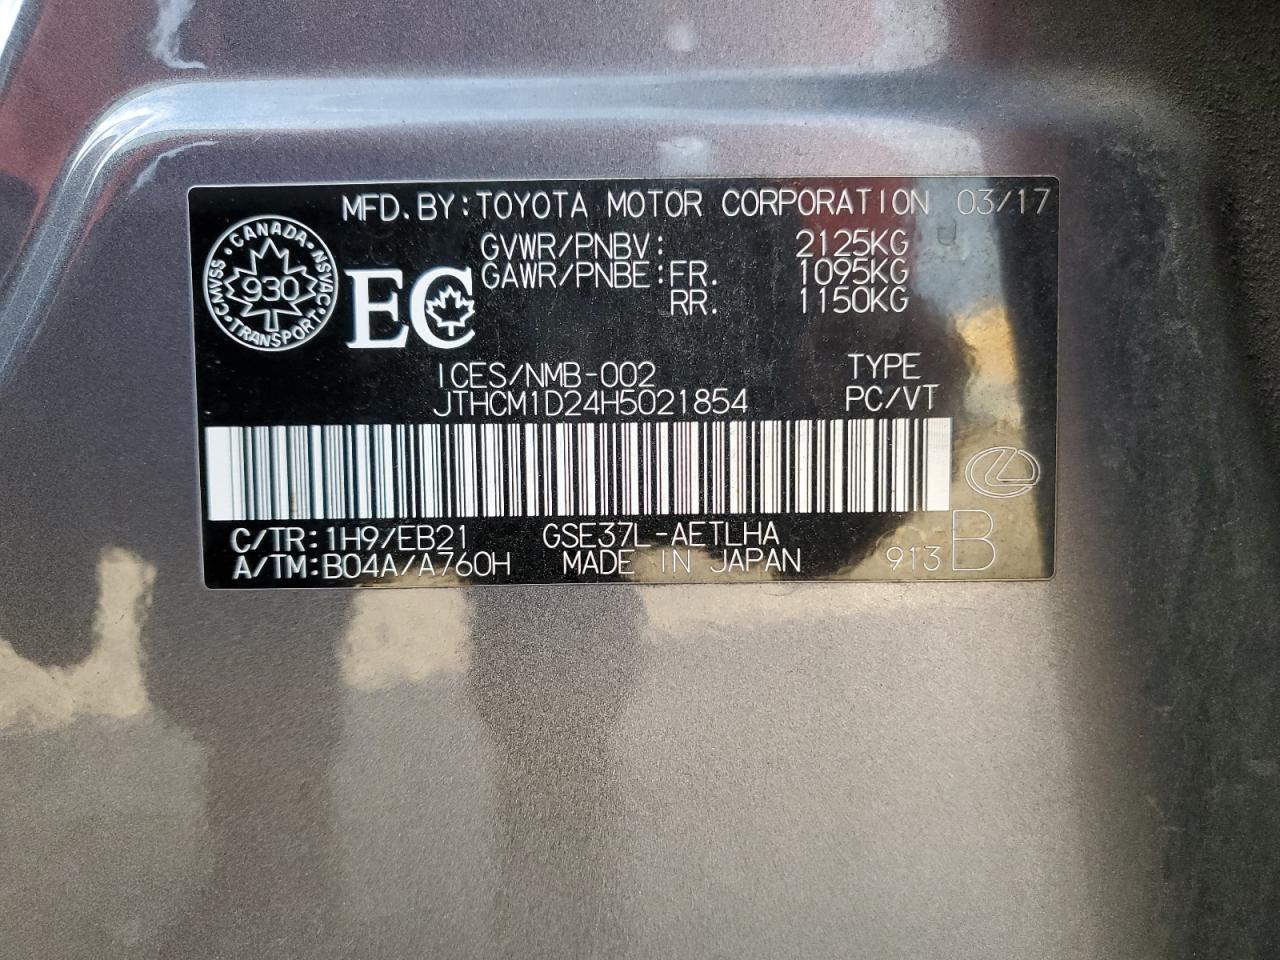 MFD.BY:TOYOTA MOTOR CORPORATION 03/17
GVWR/PNBV: 2125KG
GAWR/PNBE:FR. 1095KG
RR. 1150KG
CANADA
CMVSS · NSVAC
930
TRANSPORT
EC
ICES/NMB-002
TYPE
JTHCM1D24H5021854
PC/VT
C/TR:1H9/EB21 GSE37L-AETLHA
A/TM:B04A/A760H MADE IN JAPAN 913 B